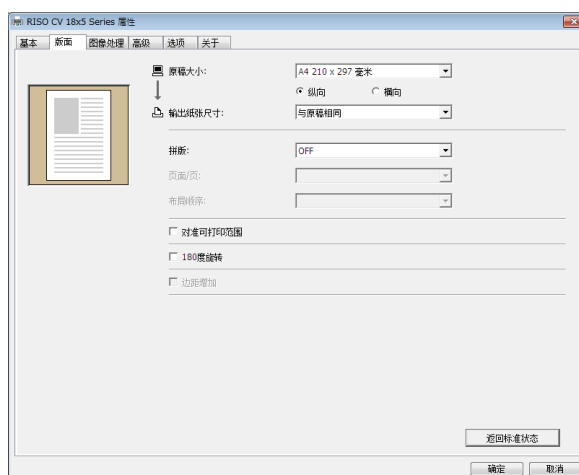 RISO CV 18x5 Series 属性
基本 版面 图像处理 高级 选项 关于
原稿大小: A4 210 x 297 毫米
纵向 横向
输出纸张尺寸: 与原稿相同
拼版: OFF
页面/页:
布局顺序:
对准可打印范围
180度旋转
边距增加
返回标准状态
确定 取消